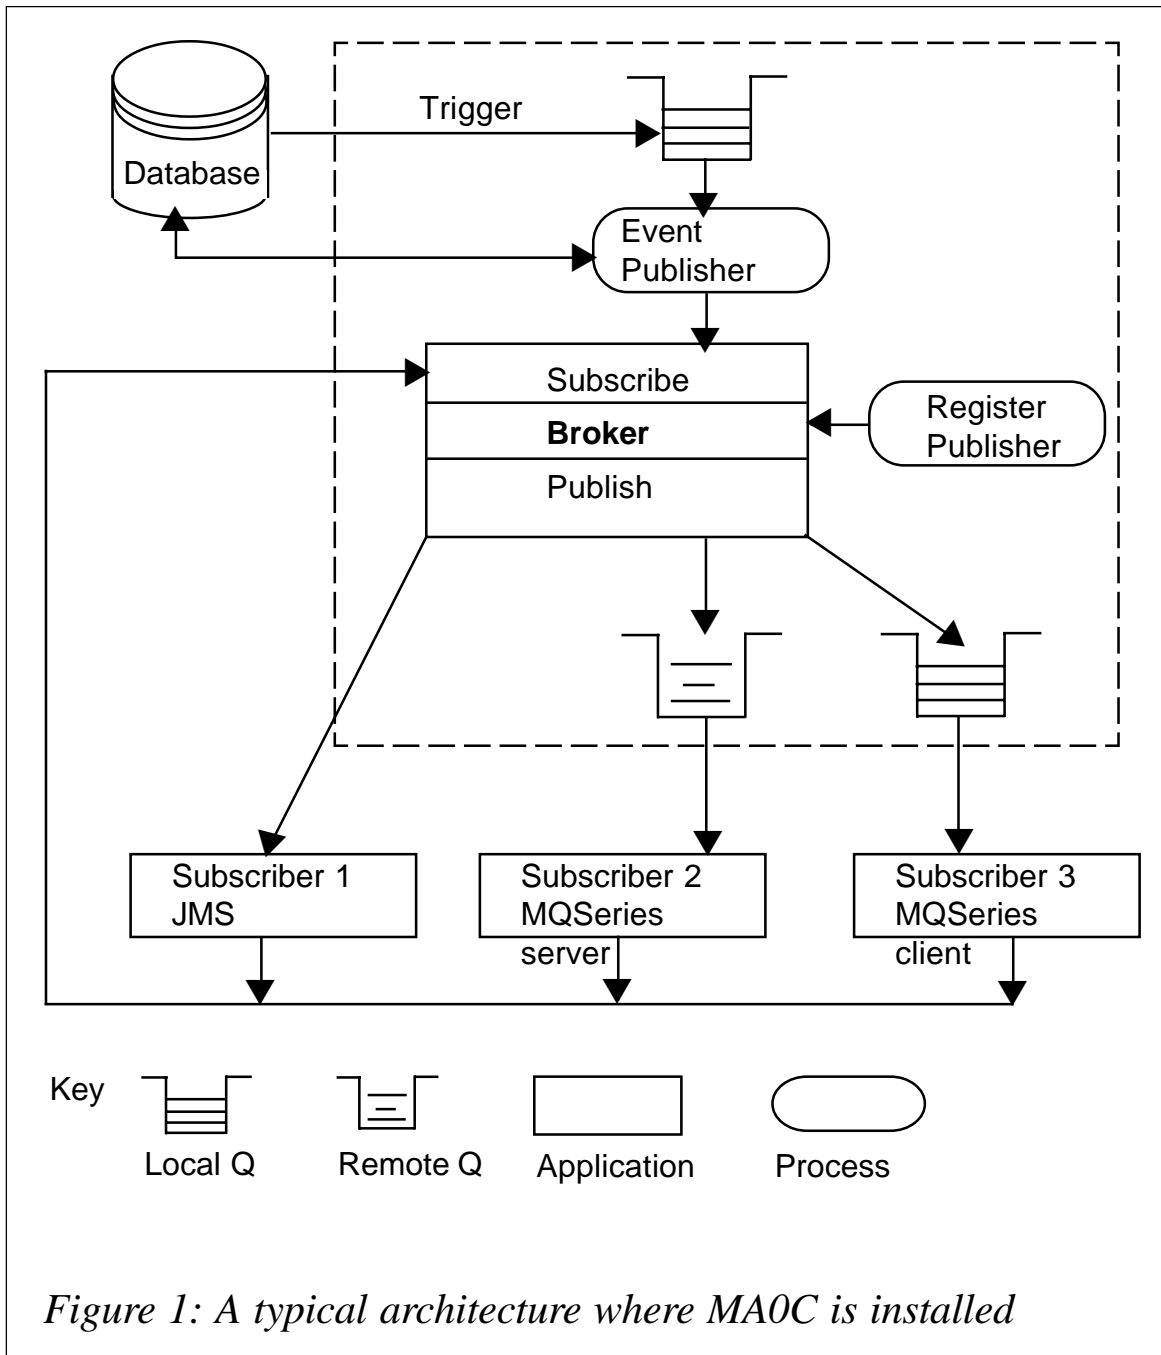 Trigger
Database
Event
Publisher
Subscribe
Broker
Publish
Register
Publisher
Subscriber 1
JMS
Subscriber 2
MQSeries
server
Subscriber 3
MQSeries
client
Key
Local Q
Remote Q
Application
Process
Figure 1: A typical architecture where MA0C is installed